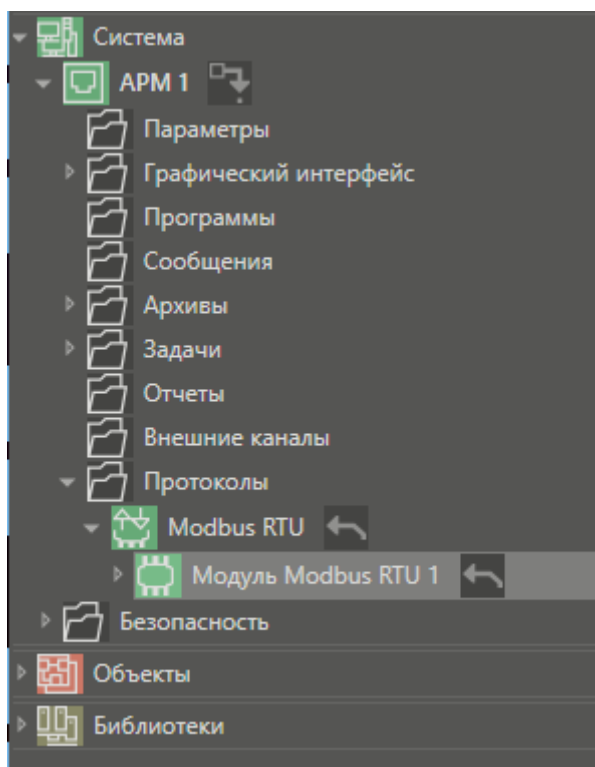 Система
АРМ 1
Параметры
Графический интерфейс
Программы
Сообщения
Архивы
Задачи
Отчеты
Внешние каналы
Протоколы
Modbus RTU
Модуль Modbus RTU 1
Безопасность
Объекты
Библиотеки